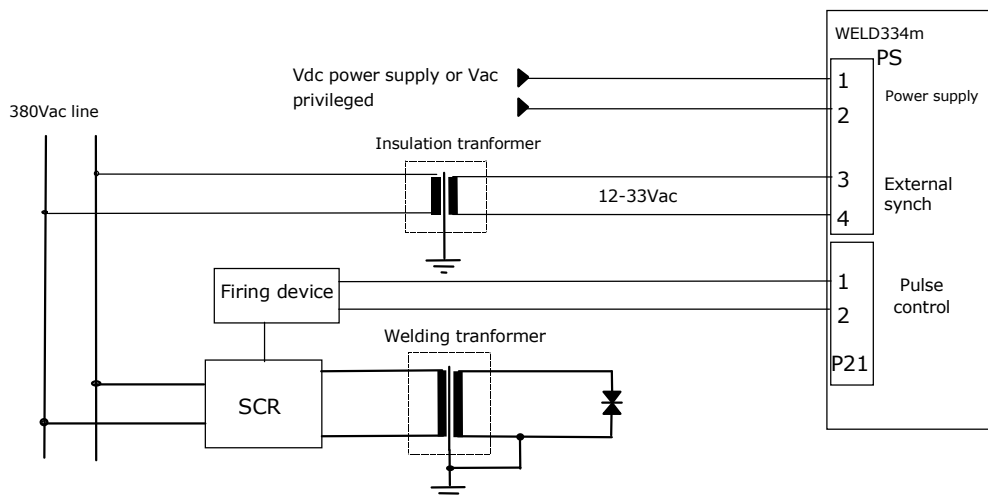 WELD334m
PS
Vdc power supply or Vac
privileged
1
Power supply
2
380Vac line
Insulation tranformer
12-33Vac
3
External
synch
4
Firing device
1
Pulse
control
2
Welding tranformer
P21
SCR